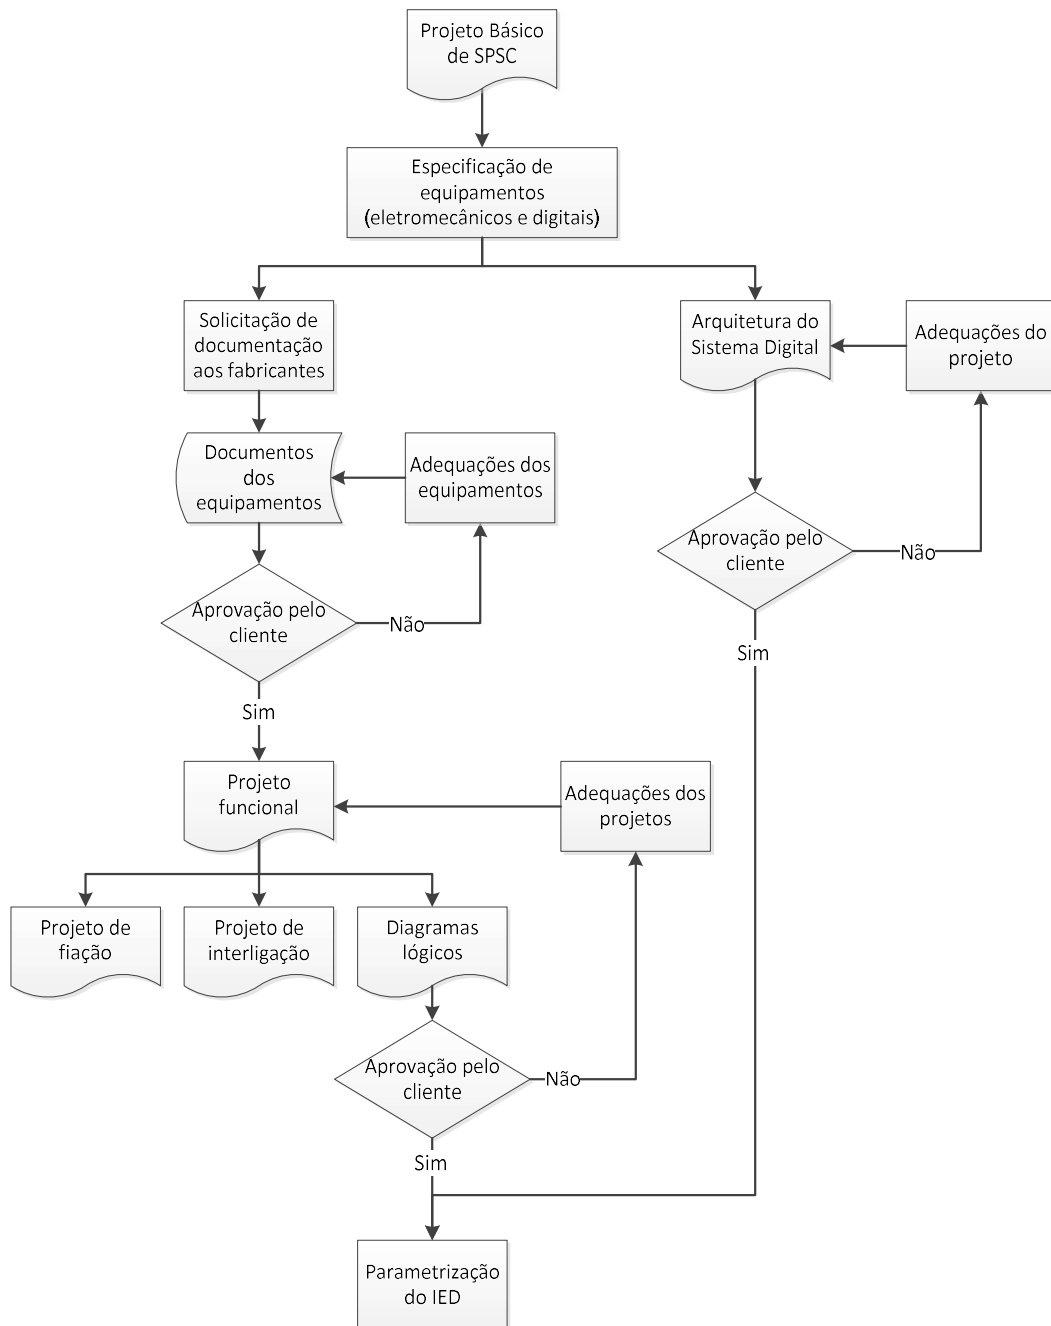 Projeto Básico
de SPSC
Especificação de
equipamentos
(eletromecânicos e digitais)
Solicitação de
documentação
aos fabricantes
Arquitetura do
Sistema Digital
Adequações do
projeto
Documentos
dos
equipamentos
Adequações dos
equipamentos
Aprovação pelo
cliente
Não
Aprovação pelo
cliente
Não
Sim
Sim
Projeto
funcional
Adequações dos
projetos
Projeto de
fiação
Projeto de
interligação
Diagramas
lógicos
Aprovação pelo
cliente
Não
Sim
Parametrização
do IED